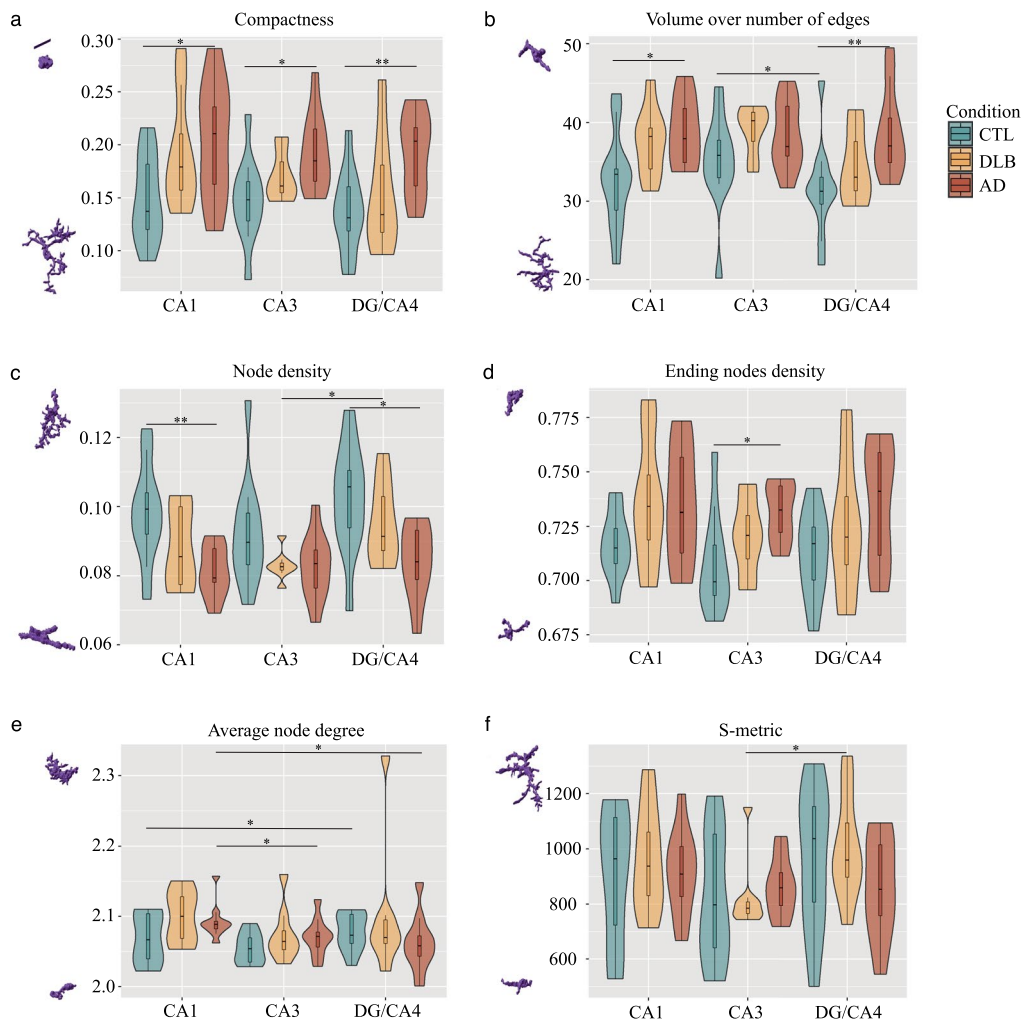 a
Compactness
0.30
0.25
0.20
0.15
0.10
*
*
**
CA1
CA3
DG/CA4
b
Volume over number of edges
50
40
30
20
*
*
**
CA1
CA3
DG/CA4
Condition
CTL
DLB
AD
c
Node density
0.12
0.10
0.08
0.06
**
*
*
CA1
CA3
DG/CA4
d
Ending nodes density
0.775
0.750
0.725
0.700
0.675
*
CA1
CA3
DG/CA4
e
Average node degree
2.3
2.2
2.1
2.0
*
*
*
CA1
CA3
DG/CA4
f
S-metric
1200
1000
800
600
*
CA1
CA3
DG/CA4